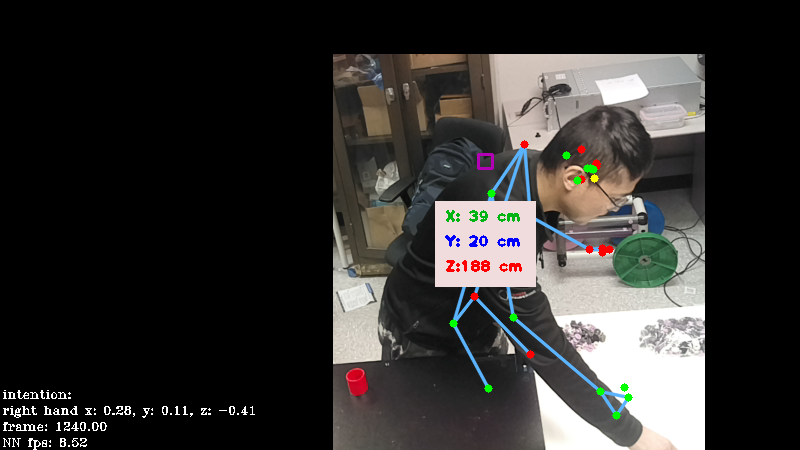 X: 39 cm
Y: 20 cm
Z:188 cm
intention:
right hand x: 0.28, y: 0.11, z: −0.41
frame: 1240.00
NN fps: 8.52